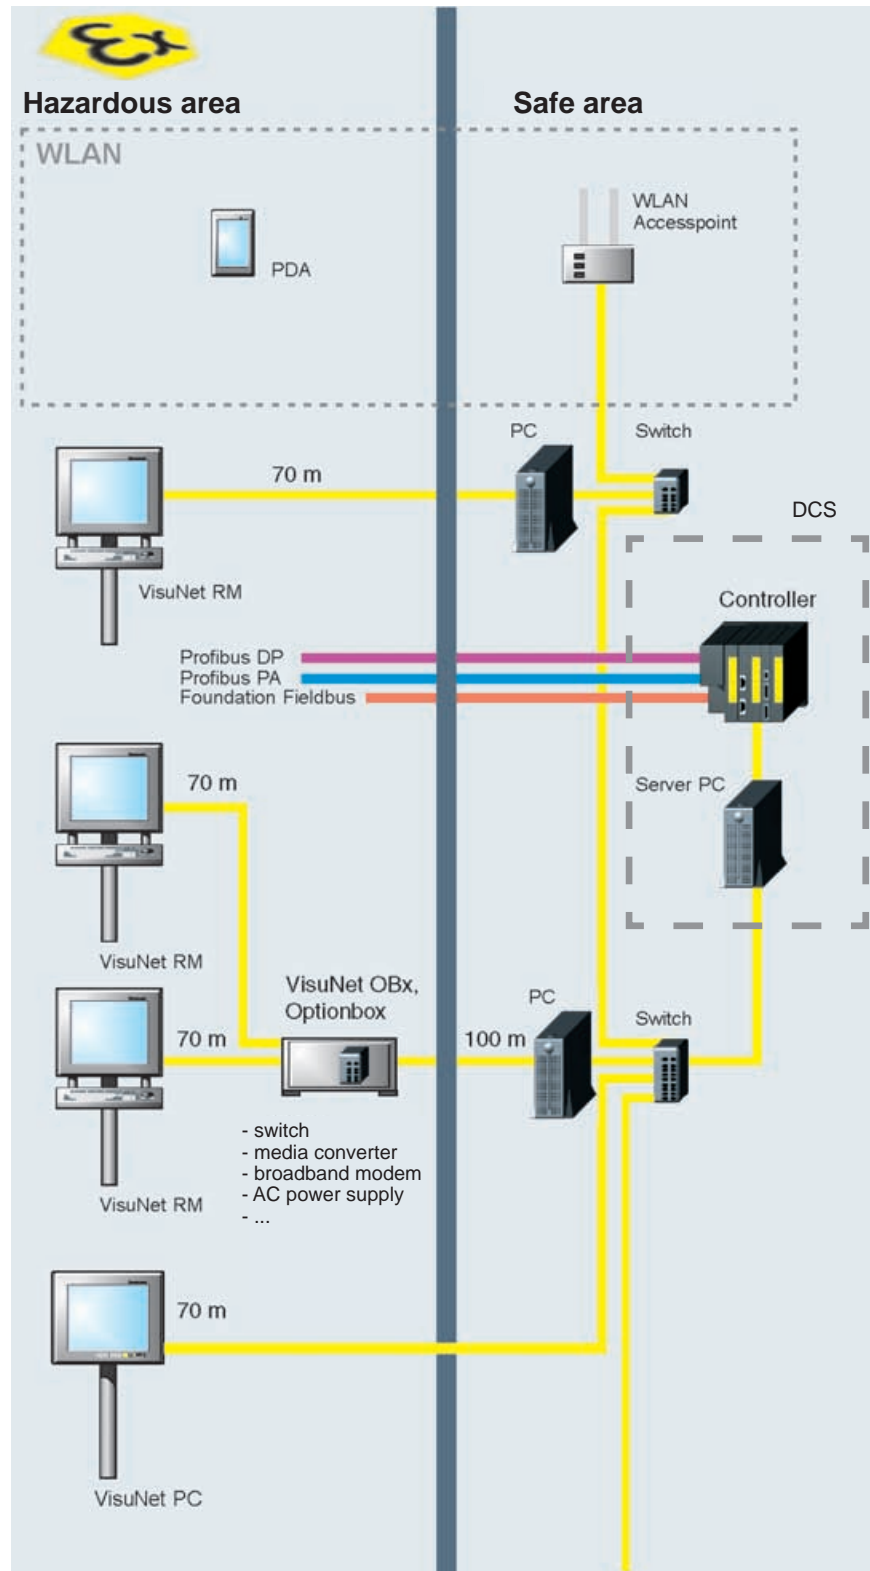 Ex
Hazardous area
Safe area
WLAN
WLAN
Accesspoint
PDA
PC
Switch
70 m
DCS
VisuNet RM
Controller
Profibus DP
Profibus PA
Foundation Fieldbus
70 m
Server PC
VisuNet RM
VisuNet OBx,
Optionbox
PC
Switch
70 m
100 m
- switch
- media converter
- broadband modem
- AC power supply
- ...
VisuNet RM
70 m
VisuNet PC